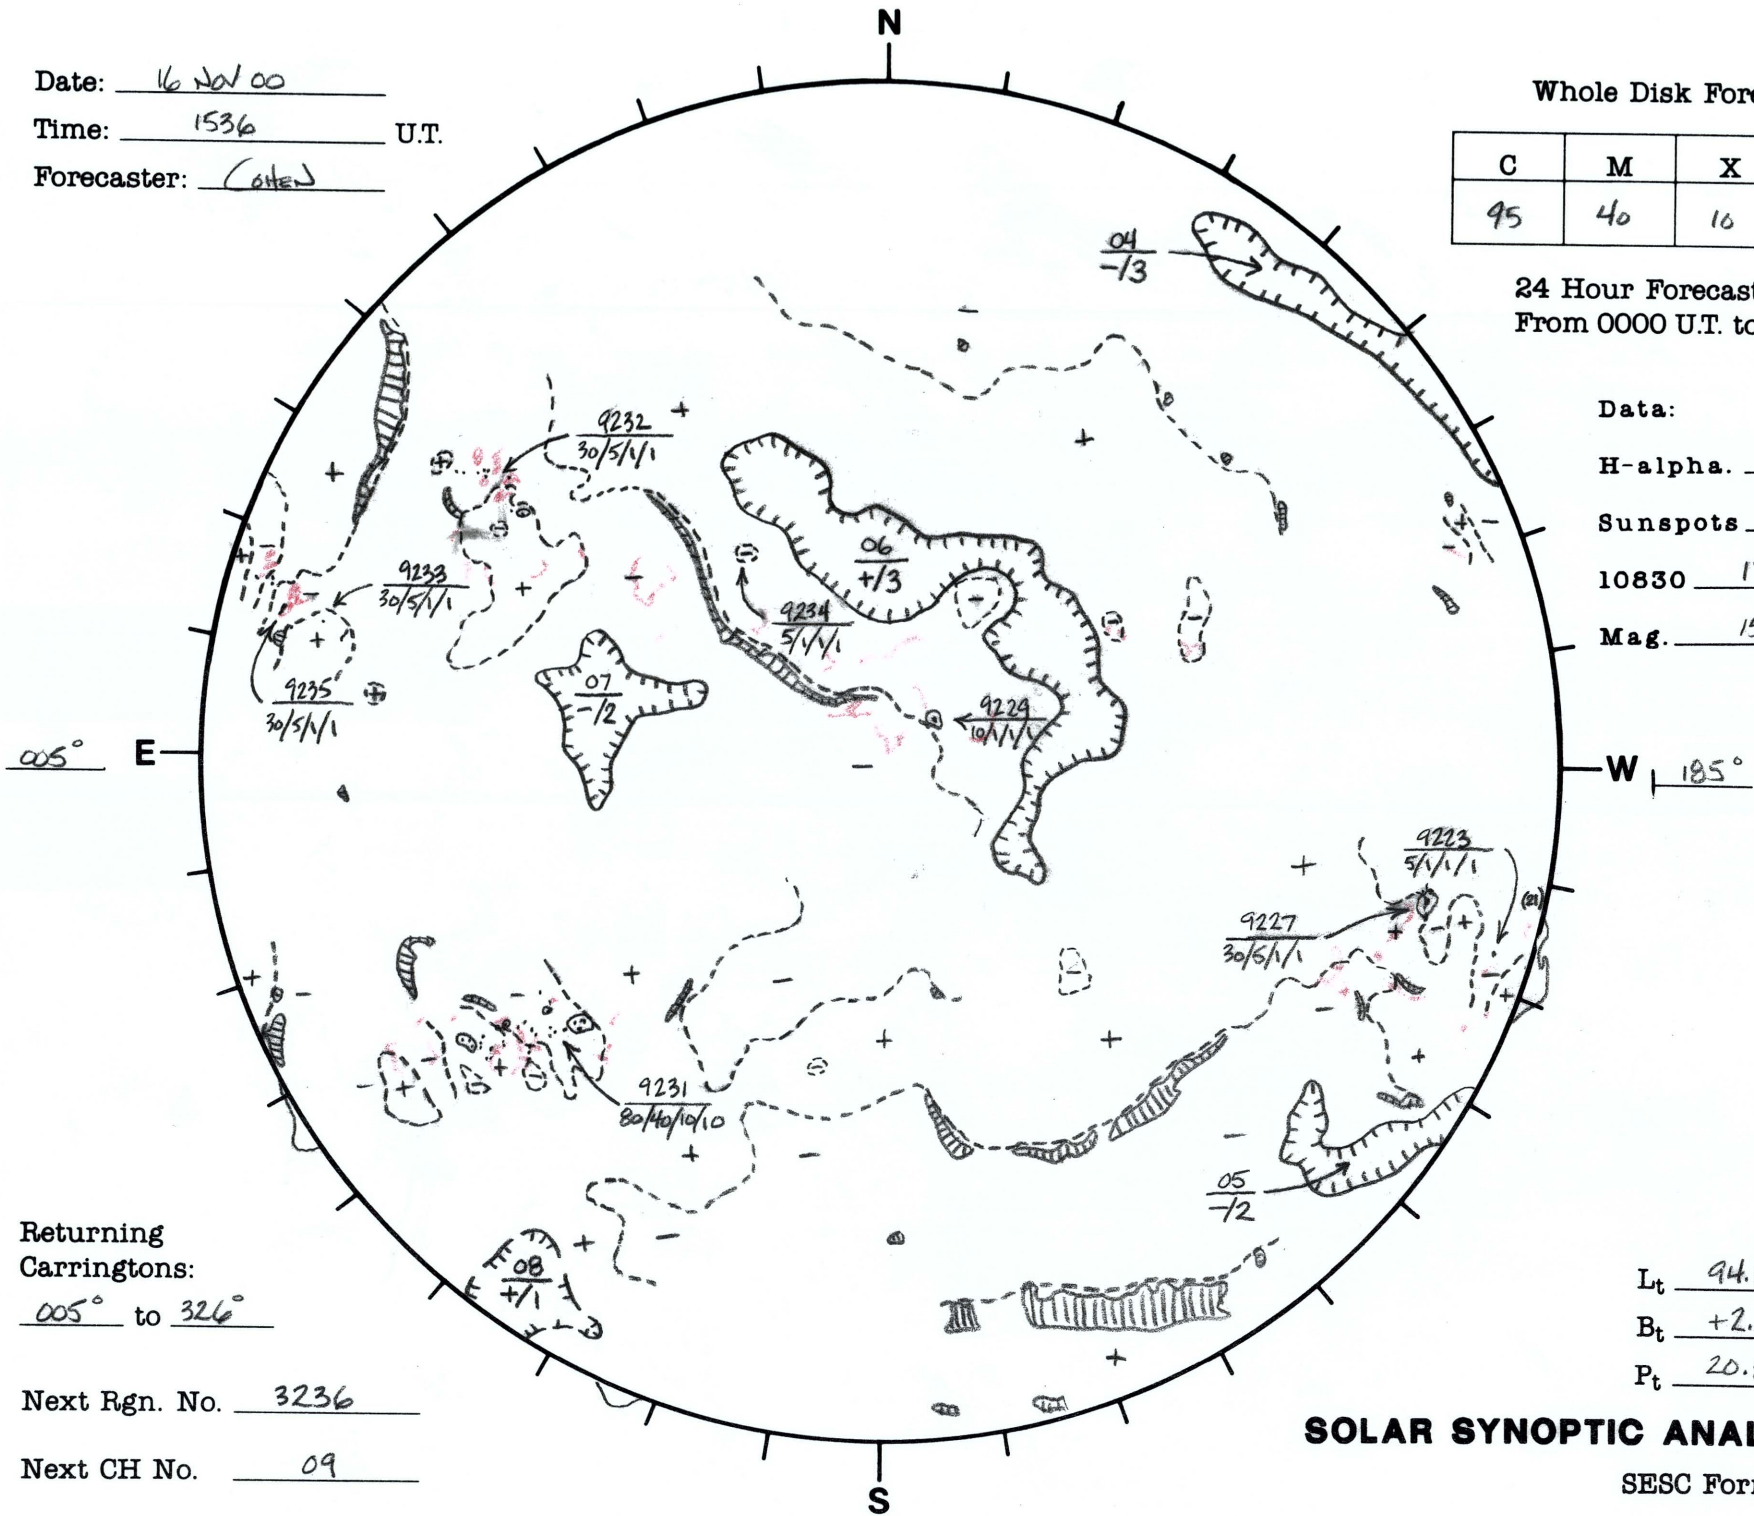 N
Date: 16 NOV 00
Time: 1536 U.T.
Forecaster: COHEN
Whole Disk Fore
C M X
95 40 10
24 Hour Forecast
From 0000 U.T. to
04
-/3
Data:
H-alpha.
Sunspots
10830
Mag. 15
9232
30/5/1/1
06
+/3
9233
30/5/1/1
9234
5/1/1/1
9235
30/5/1/1
07
-/2
9229
10/1/1/1
005° E
W 185°
9223
5/1/1/1
(21)
9227
30/5/1/1
9231
80/40/10/10
05
-/2
08
+/1
Returning
Carringtons:
005° to 326°
Next Rgn. No. 3236
Next CH No. 09
Lt 94.
Bt +2.
Pt 20.
SOLAR SYNOPTIC ANAL
SESC For
S